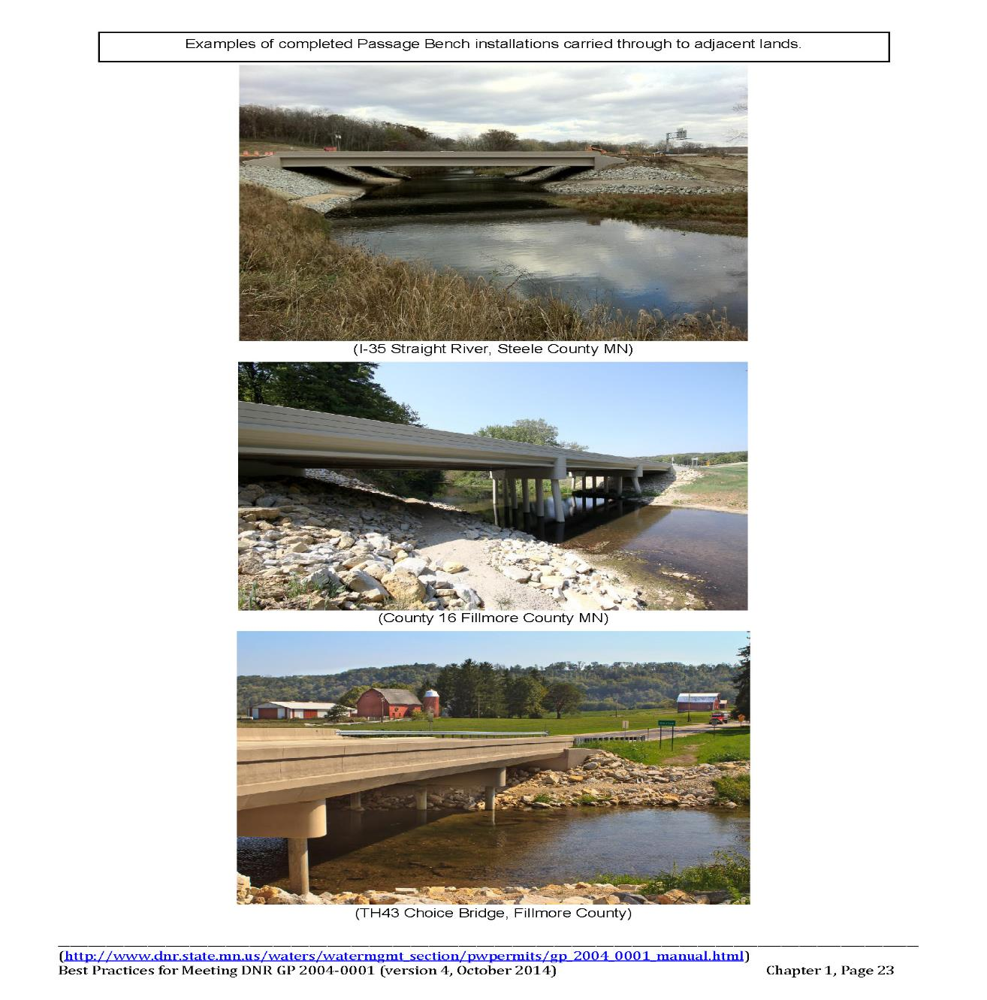 Examples of completed Passage Bench installations carried through to adjacent lands.
(I-35 Straight River, Steele County MN)
(County 16 Fillmore County MN)
(TH43 Choice Bridge, Fillmore County)
(http://www.dnr.state.mn.us/waters/watermgmt_section/pwpermits/gp_2004_0001_manual.html)
Best Practices for Meeting DNR GP 2004-0001 (version 4, October 2014) Chapter 1, Page 23